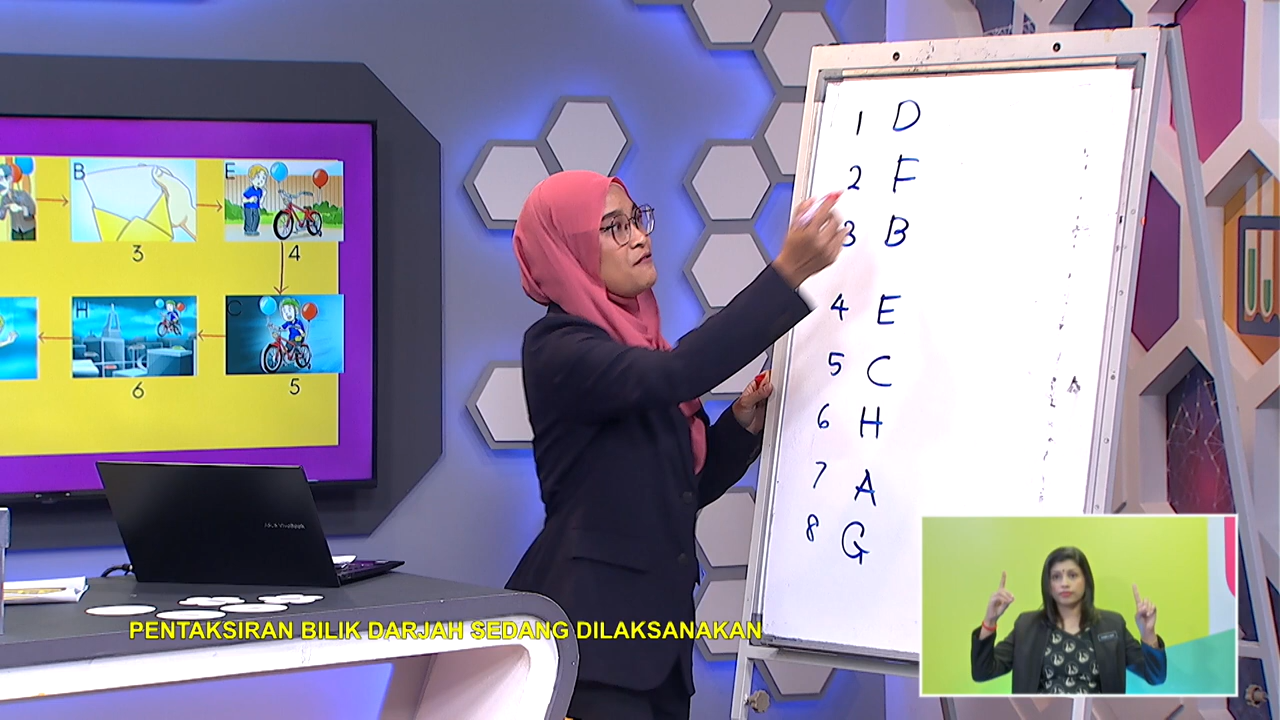 B
E
3
4
H
C
6
5
1 D
2 F
3 B
4 E
5 C
6 H
7 A
8 G
PENTAKSIRAN BILIK DARJAH SEDANG DILAKSANAKAN